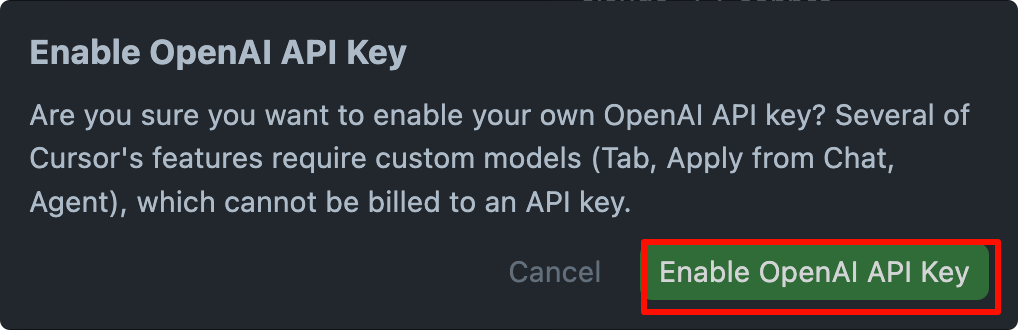 Enable OpenAI API Key
Are you sure you want to enable your own OpenAI API key? Several of
Cursor's features require custom models (Tab, Apply from Chat,
Agent), which cannot be billed to an API key.
Cancel
Enable OpenAI API Key